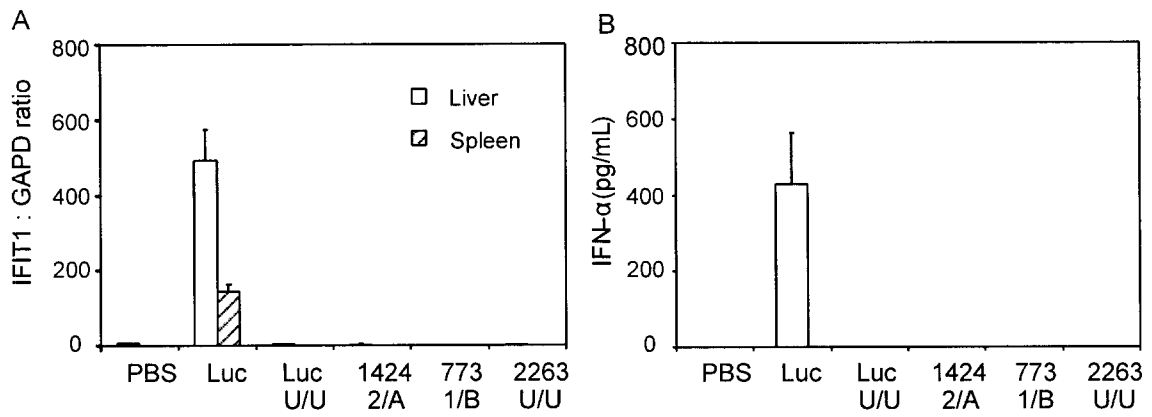 A
800
600
400
200
0
IFIT1 : GAPD ratio
Liver
Spleen
PBS Luc Luc 1424 773 2263
U/U 2/A 1/B U/U
B
800
600
400
200
0
IFN-α (pg/mL)
PBS Luc Luc 1424 773 2263
U/U 2/A 1/B U/U